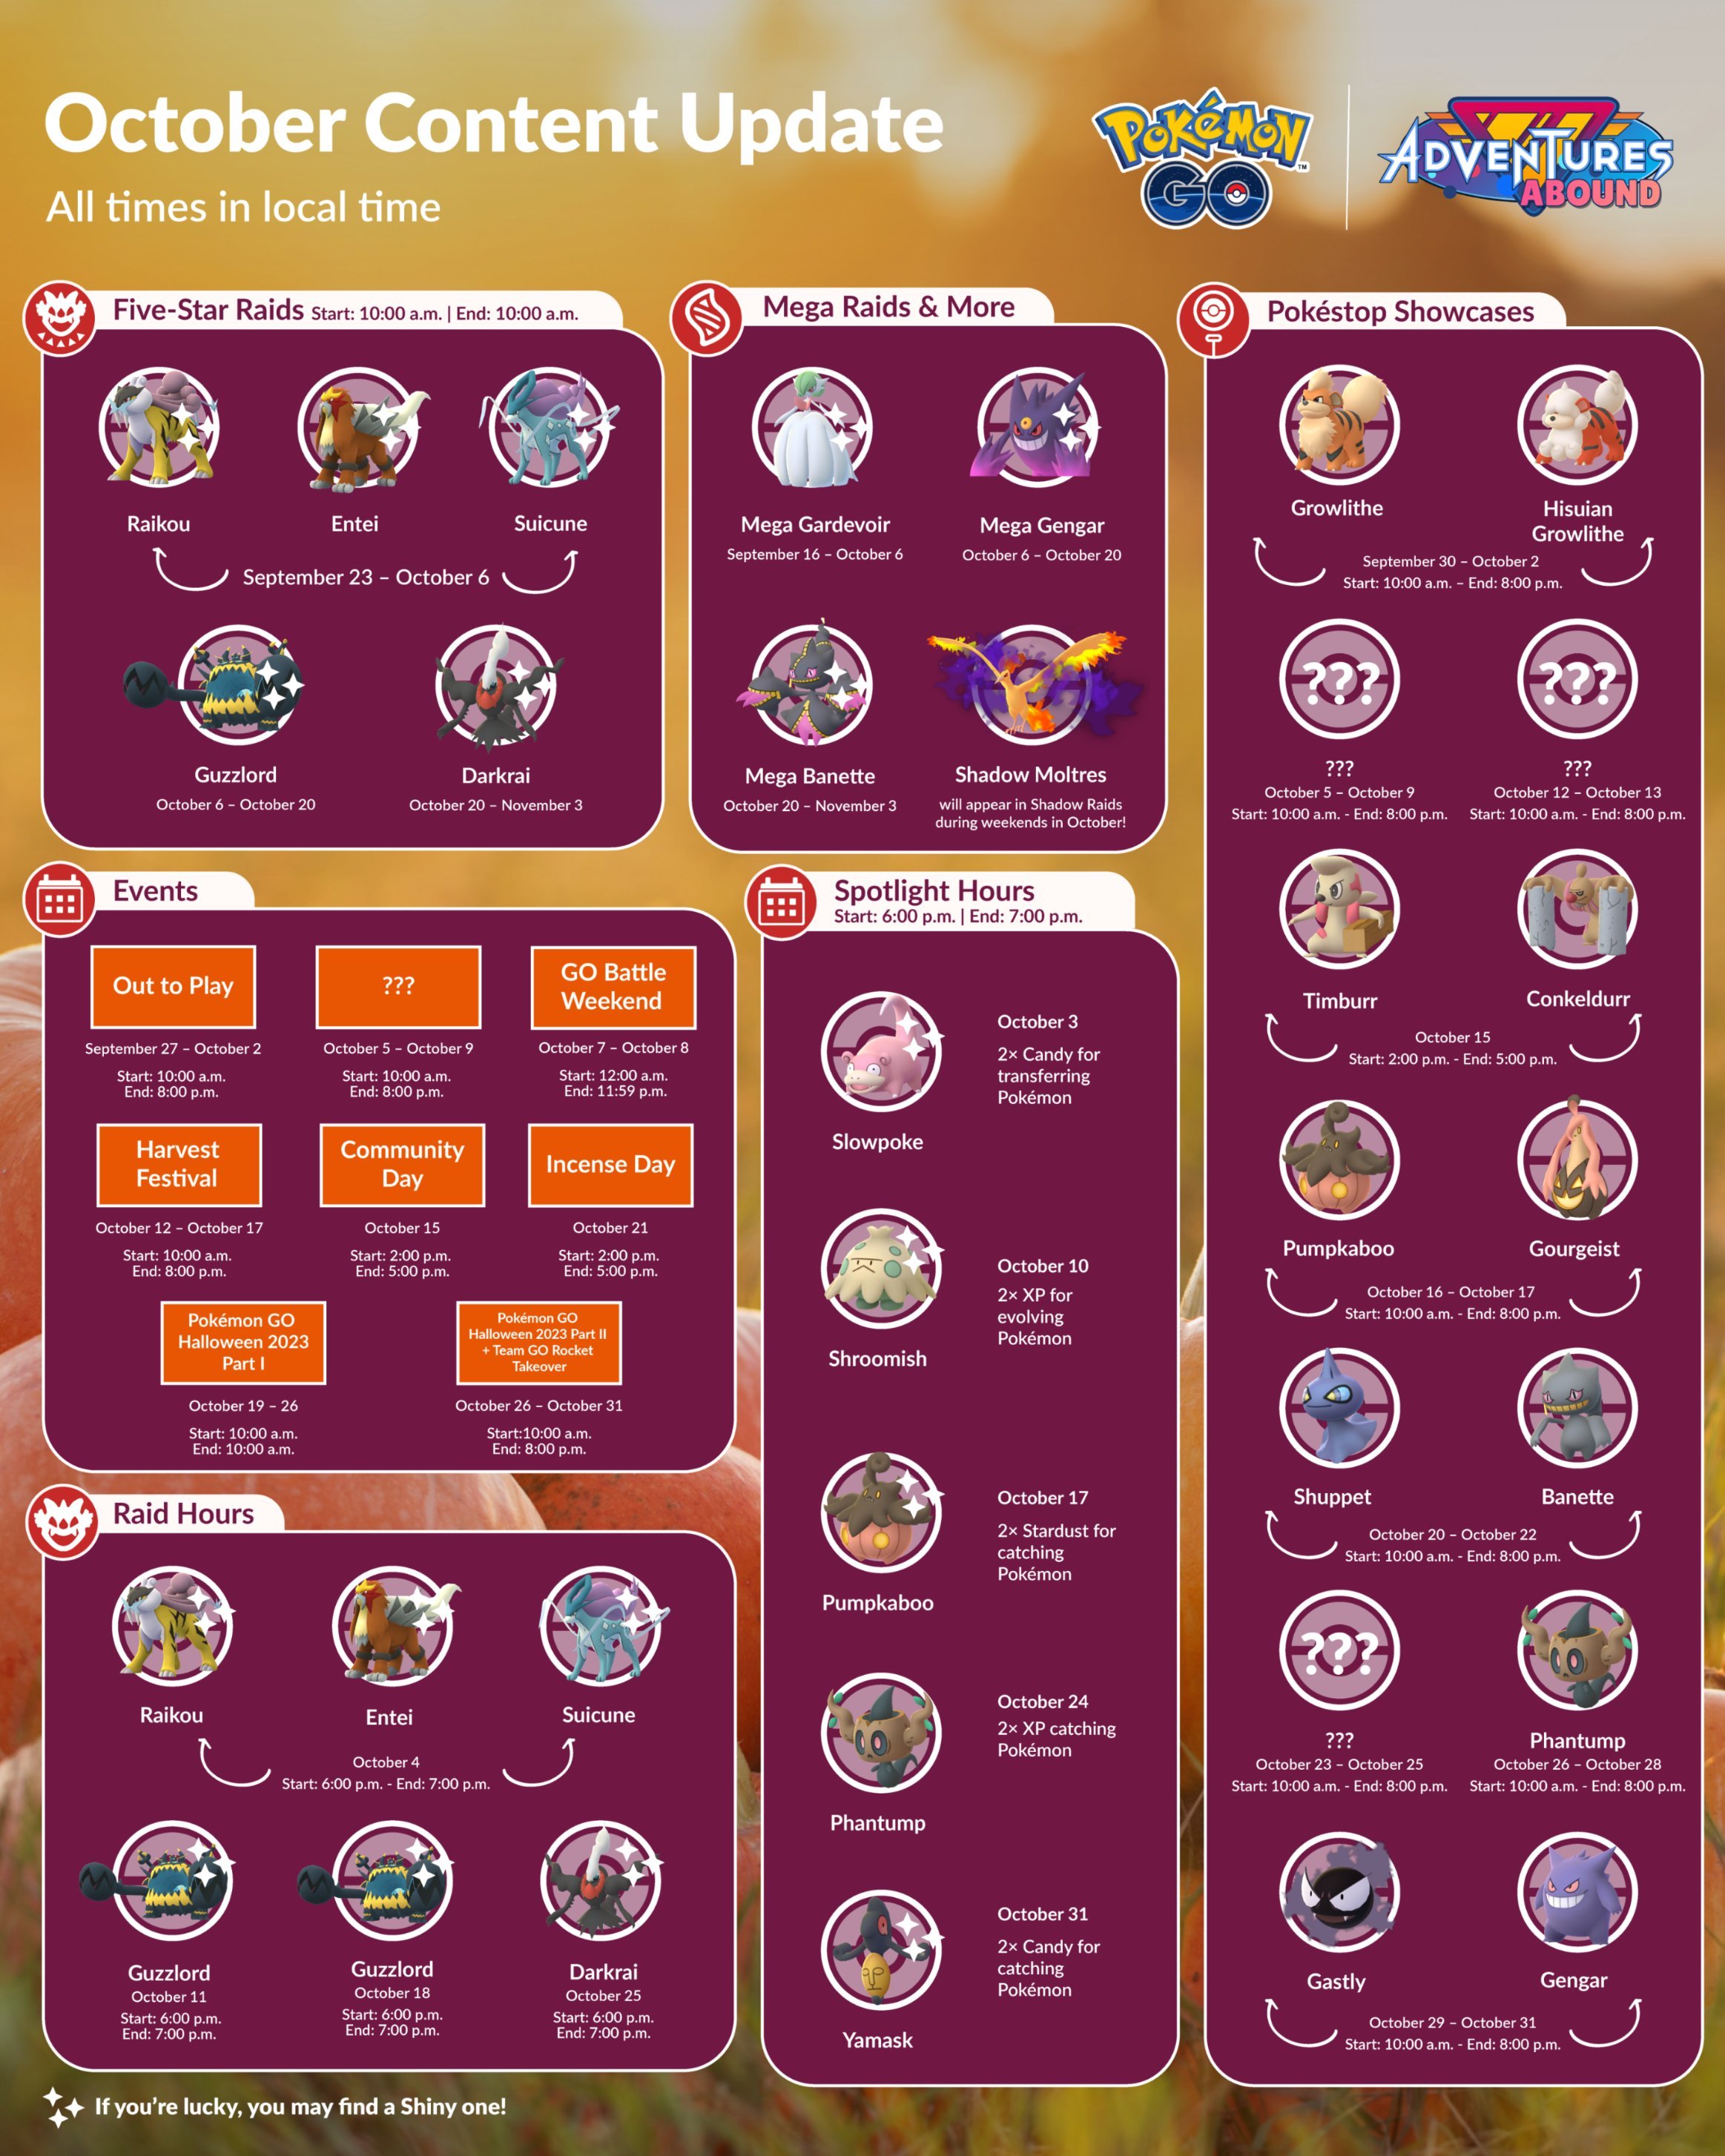 October Content Update
All times in local time
POKéMON
TM
GO
ADVENTURES
ABOUND
Five-Star Raids Start: 10:00 a.m. | End: 10:00 a.m.
Raikou
Entei
Suicune
September 23 – October 6
Guzzlord
October 6 – October 20
Darkrai
October 20 – November 3
Mega Raids & More
Mega Gardevoir
September 16 – October 6
Mega Gengar
October 6 – October 20
Mega Banette
October 20 – November 3
Shadow Moltres
will appear in Shadow Raids
during weekends in October!
Pokéstop Showcases
Growlithe
Hisuian
Growlithe
September 30 – October 2
Start: 10:00 a.m. – End: 8:00 p.m.
???
???
October 5 – October 9
Start: 10:00 a.m. - End: 8:00 p.m.
???
???
October 12 – October 13
Start: 10:00 a.m. - End: 8:00 p.m.
Timburr
Conkeldurr
October 15
Start: 2:00 p.m. - End: 5:00 p.m.
Pumpkaboo
Gourgeist
October 16 – October 17
Start: 10:00 a.m. - End: 8:00 p.m.
Shuppet
Banette
October 20 – October 22
Start: 10:00 a.m. - End: 8:00 p.m.
???
???
October 23 – October 25
Start: 10:00 a.m. - End: 8:00 p.m.
Phantump
October 26 – October 28
Start: 10:00 a.m. - End: 8:00 p.m.
Gastly
Gengar
October 29 – October 31
Start: 10:00 a.m. - End: 8:00 p.m.
Events
Out to Play
September 27 – October 2
Start: 10:00 a.m.
End: 8:00 p.m.
???
October 5 – October 9
Start: 10:00 a.m.
End: 8:00 p.m.
GO Battle
Weekend
October 7 – October 8
Start: 12:00 a.m.
End: 11:59 p.m.
Harvest
Festival
October 12 – October 17
Start: 10:00 a.m.
End: 8:00 p.m.
Community
Day
October 15
Start: 2:00 p.m.
End: 5:00 p.m.
Incense Day
October 21
Start: 2:00 p.m.
End: 5:00 p.m.
Pokémon GO
Halloween 2023
Part I
October 19 – 26
Start: 10:00 a.m.
End: 10:00 a.m.
Pokémon GO
Halloween 2023 Part II
+ Team GO Rocket
Takeover
October 26 – October 31
Start:10:00 a.m.
End: 8:00 p.m.
Spotlight Hours
Start: 6:00 p.m. | End: 7:00 p.m.
Slowpoke
October 3
2× Candy for
transferring
Pokémon
Shroomish
October 10
2× XP for
evolving
Pokémon
Pumpkaboo
October 17
2× Stardust for
catching
Pokémon
Phantump
October 24
2× XP catching
Pokémon
Yamask
October 31
2× Candy for
catching
Pokémon
Raid Hours
Raikou
Entei
Suicune
October 4
Start: 6:00 p.m. - End: 7:00 p.m.
Guzzlord
October 11
Start: 6:00 p.m.
End: 7:00 p.m.
Guzzlord
October 18
Start: 6:00 p.m.
End: 7:00 p.m.
Darkrai
October 25
Start: 6:00 p.m.
End: 7:00 p.m.
If you're lucky, you may find a Shiny one!